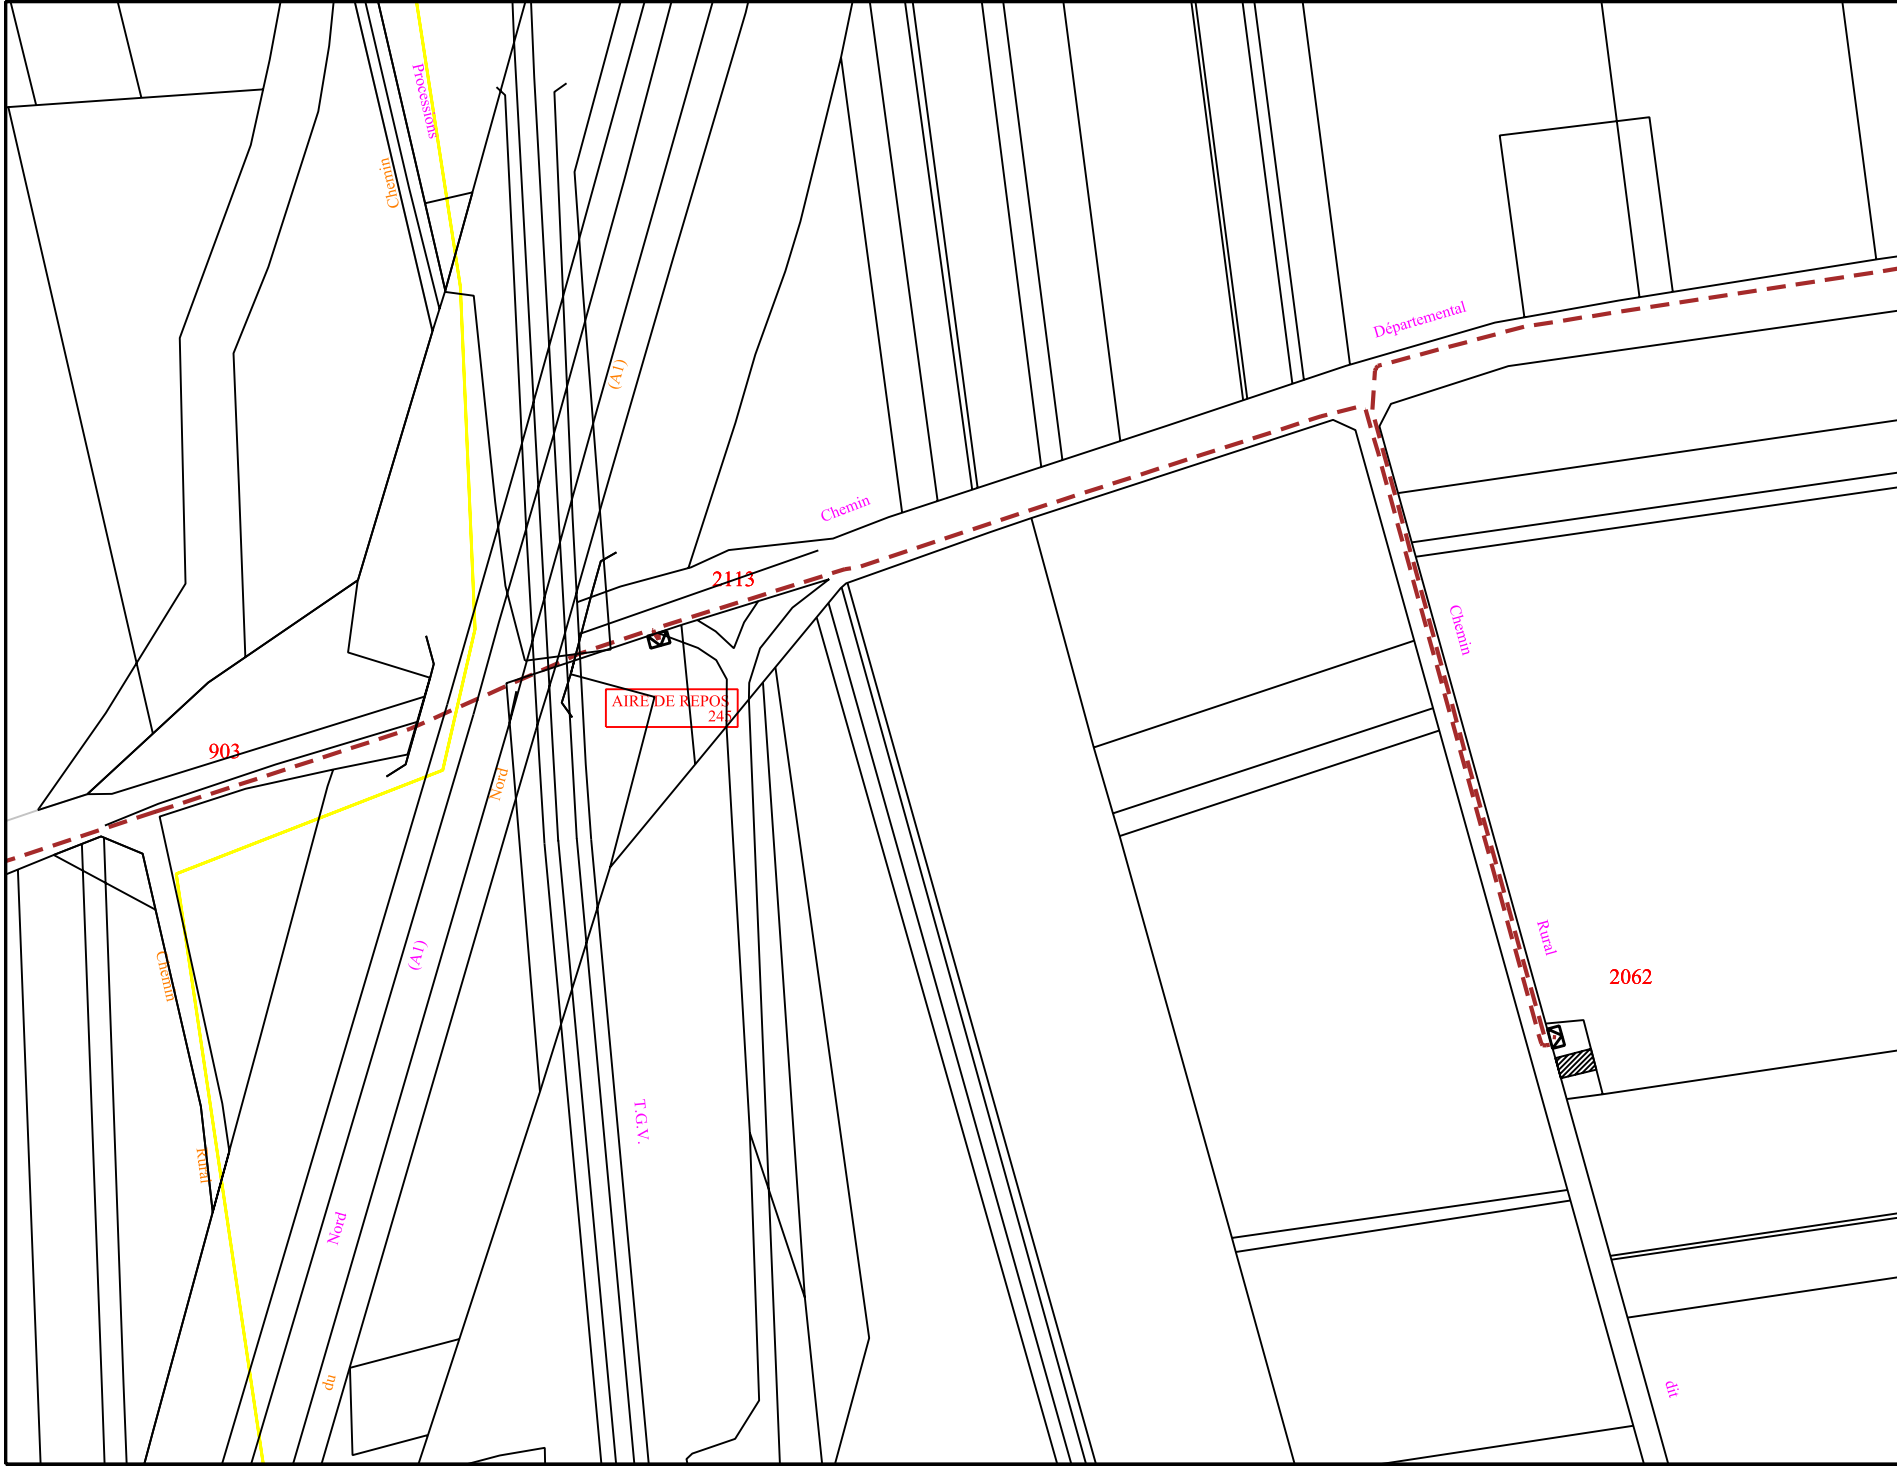 Processions
Chemin
Départemental
(A1)
Chemin
2113
Chemin
AIRE DE REPOS
245
903
Nord
Rural
(A1)
Chemin
2062
T.G.V.
Rural
Nord
du
dit